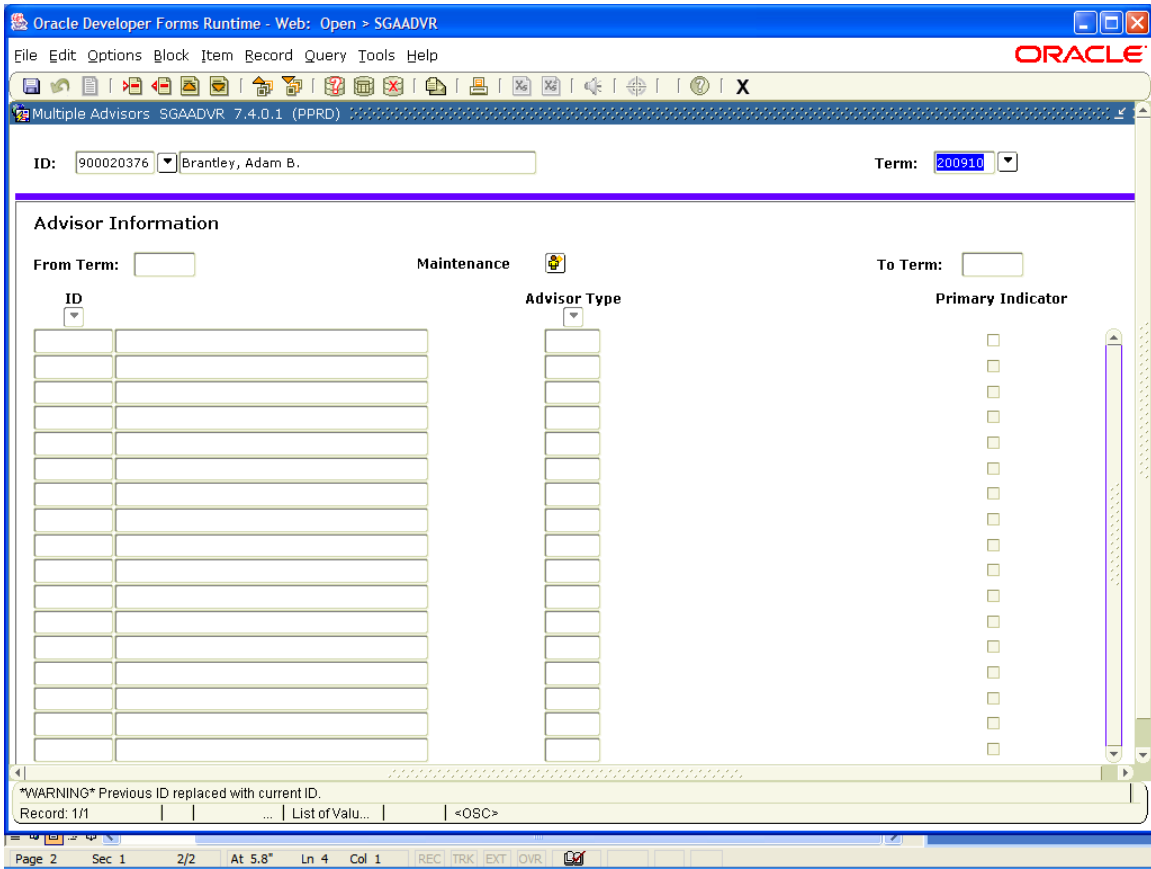 Oracle Developer Forms Runtime - Web: Open > SGAADVR
File Edit Options Block Item Record Query Tools Help
ORACLE
X
Multiple Advisors SGAADVR 7.4.0.1 (PPRD)
ID: 900020376 Brantley, Adam B. Term: 200910
Advisor Information
From Term: Maintenance To Term:
ID Advisor Type Primary Indicator
*WARNING* Previous ID replaced with current ID.
Record: 1/1 ... List of Valu... <OSC>
Page 2 Sec 1 2/2 At 5.8" Ln 4 Col 1 REC TRK EXT OVR